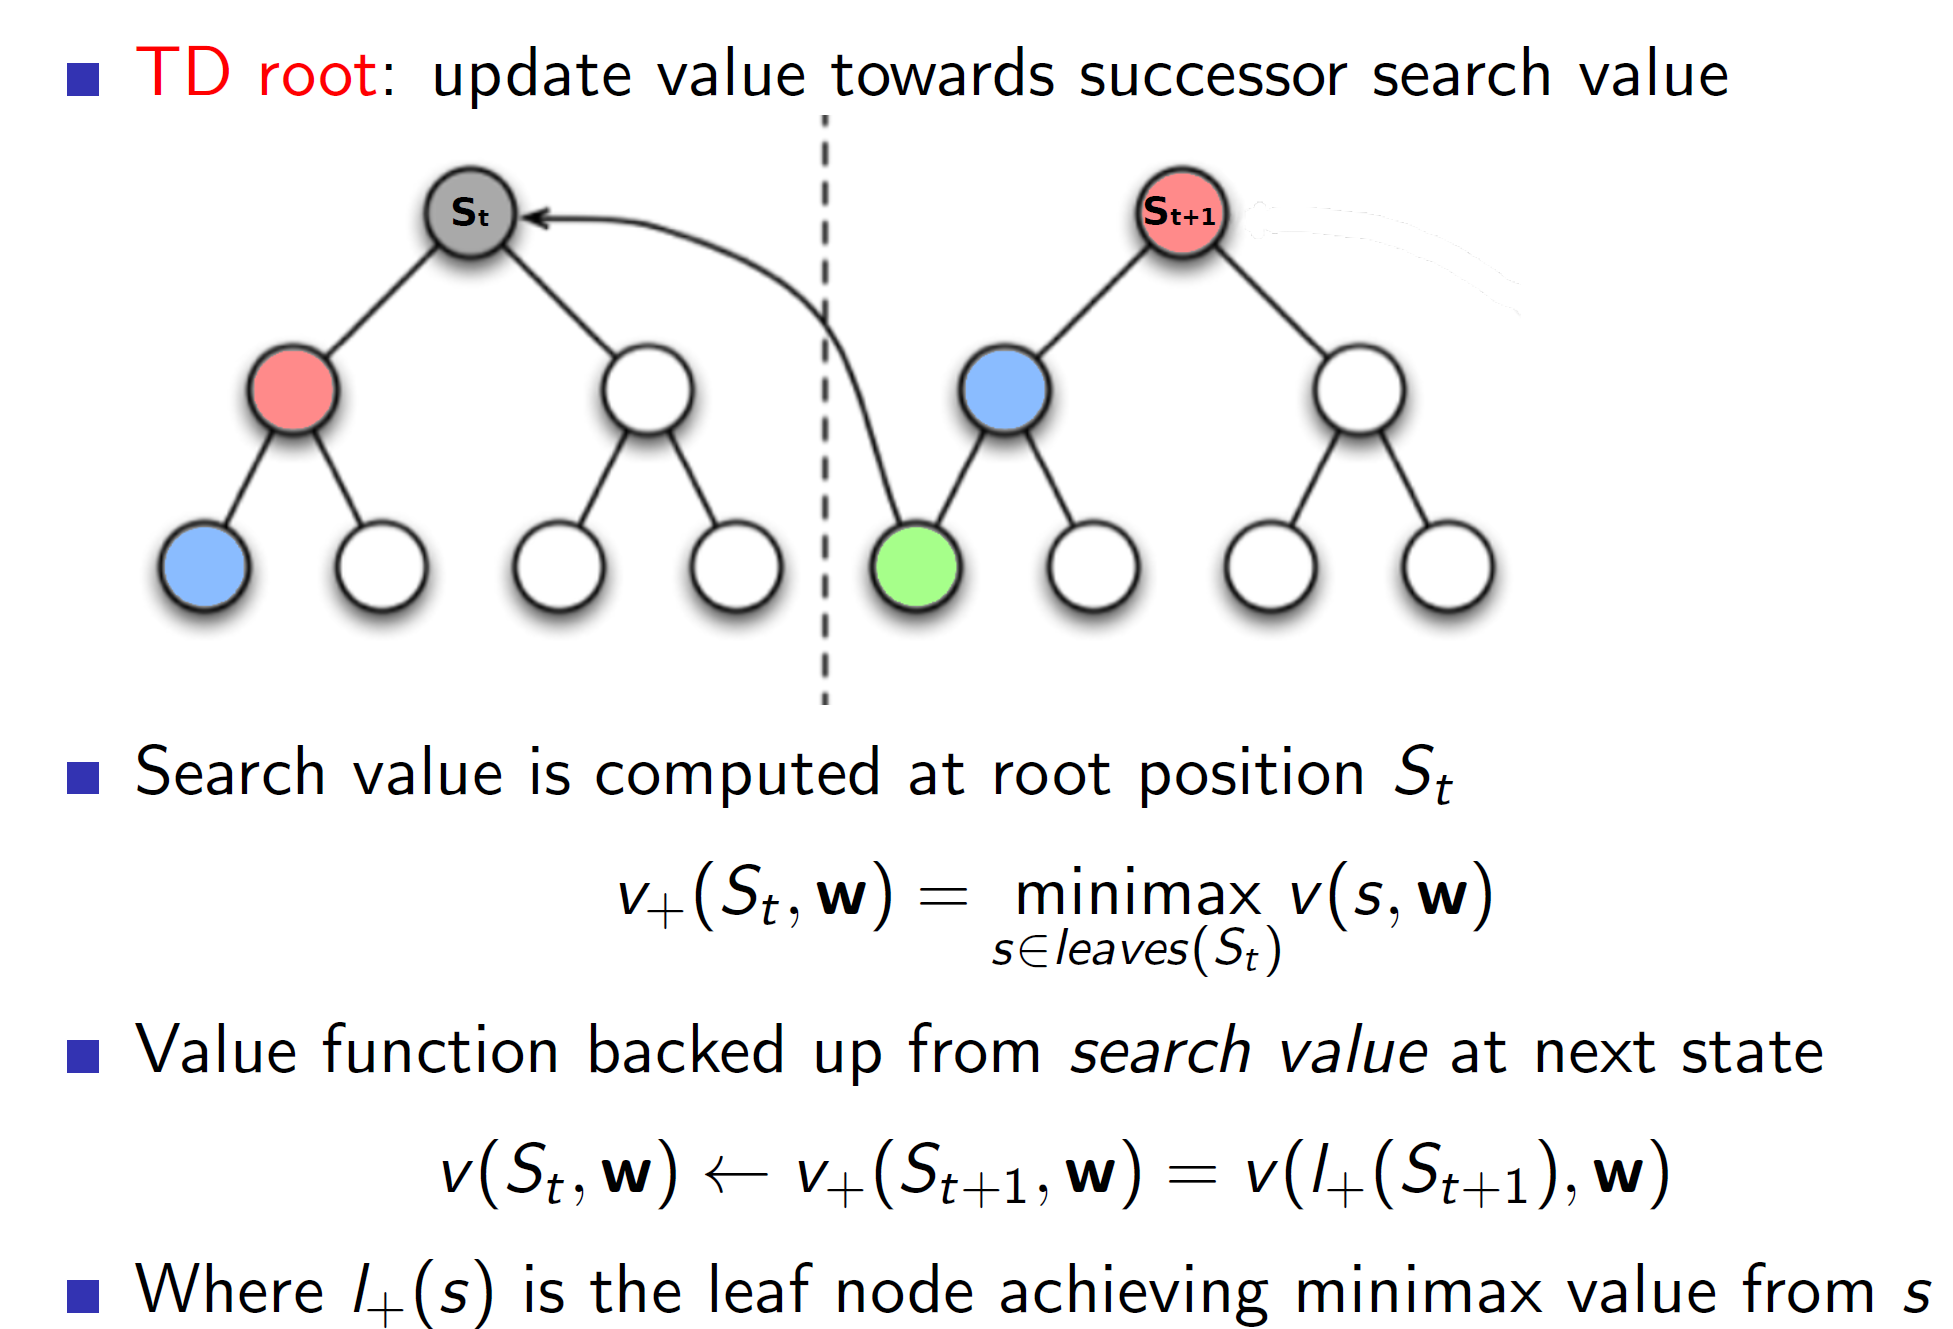 TD root: update value towards successor search value
Sₜ
Sₜ₊₁
Search value is computed at root position Sₜ
v₊(Sₜ, w) = minimax v(s, w)
s∈leaves(Sₜ)
Value function backed up from search value at next state
v(Sₜ, w) ← v₊(Sₜ₊₁, w) = v(l₊(Sₜ₊₁), w)
Where l₊(s) is the leaf node achieving minimax value from s